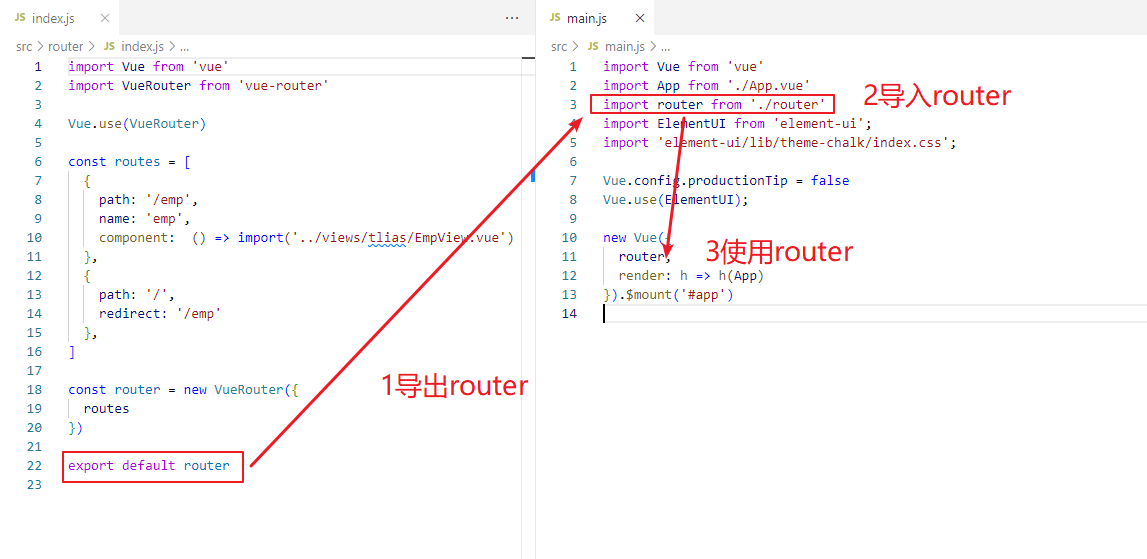 JS index.js × ···
src > router > JS index.js > ...
1 import Vue from 'vue'
2 import VueRouter from 'vue-router'
3
4 Vue.use(VueRouter)
5
6 const routes = [
7 {
8 path: '/emp',
9 name: 'emp',
10 component: () => import('../views/tlias/EmpView.vue')
11 },
12 {
13 path: '/',
14 redirect: '/emp'
15 },
16 ]
17
18 const router = new VueRouter({
19 routes
20 })
21
22 export default router
23
1导出router
JS main.js ×
src > JS main.js > ...
1 import Vue from 'vue'
2 import App from './App.vue'
3 import router from './router'
2导入router
4 import ElementUI from 'element-ui';
5 import 'element-ui/lib/theme-chalk/index.css';
6
7 Vue.config.productionTip = false
8 Vue.use(ElementUI);
9
10 new Vue({
11 router,
3使用router
12 render: h => h(App)
13 }).$mount('#app')
14